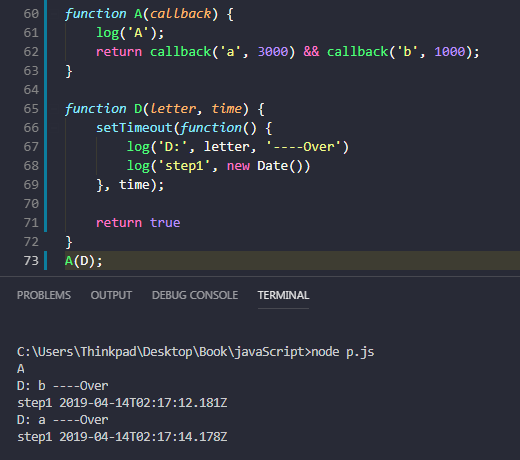 60 function A(callback) {
61     log('A');
62     return callback('a', 3000) && callback('b', 1000);
63 }
64
65 function D(letter, time) {
66     setTimeout(function() {
67         log('D:', letter, '----Over')
68         log('step1', new Date())
69     }, time);
70
71     return true
72 }
73 A(D);
PROBLEMS OUTPUT DEBUG CONSOLE TERMINAL
C:\Users\Thinkpad\Desktop\Book\javaScript>node p.js
A
D: b ----Over
step1 2019-04-14T02:17:12.181Z
D: a ----Over
step1 2019-04-14T02:17:14.178Z